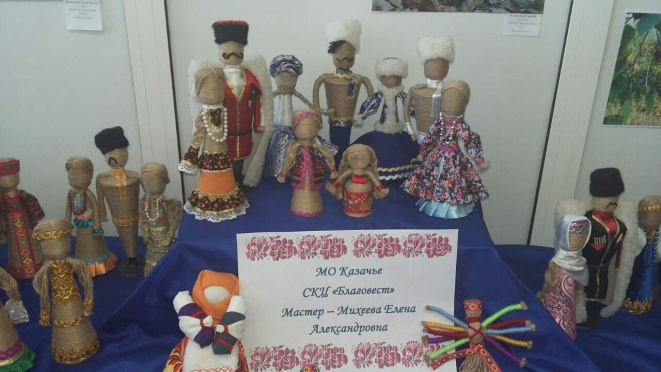 МО Казачье
СКЦ «Благовест»
Мастер – Михеева Елена
Александровна